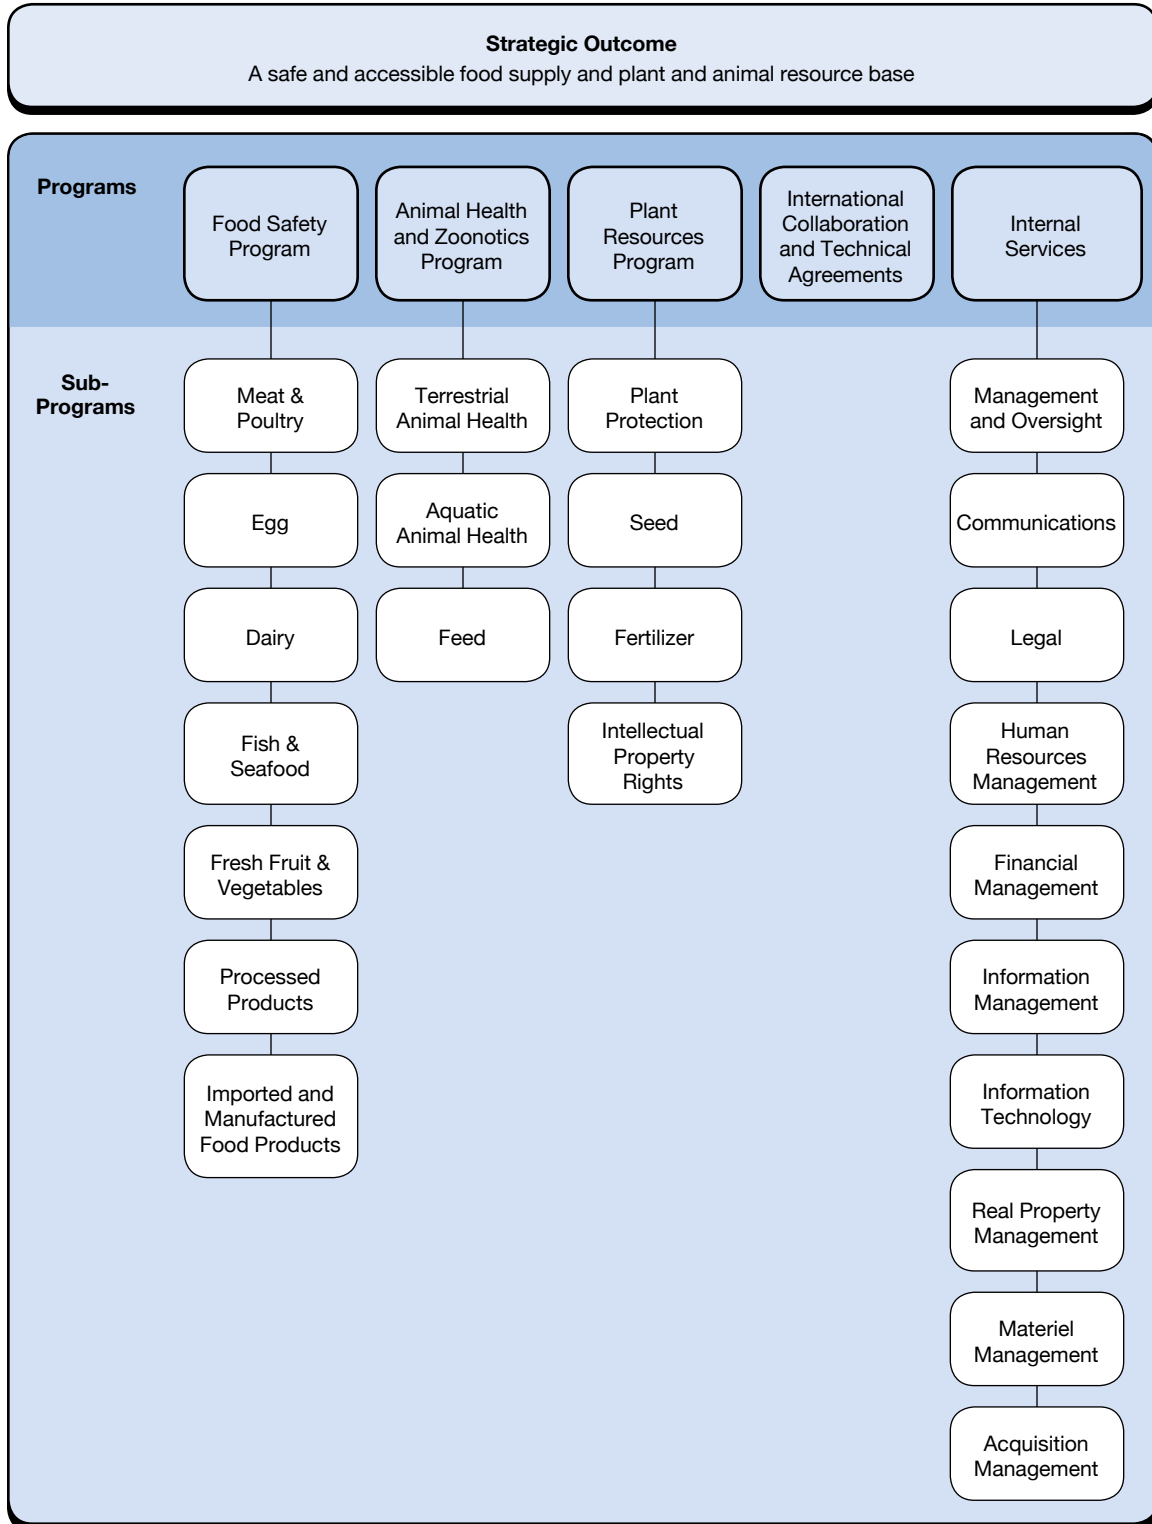 Strategic Outcome
A safe and accessible food supply and plant and animal resource base
Programs
Food Safety
Program
Animal Health
and Zoonotics
Program
Plant
Resources
Program
International
Collaboration
and Technical
Agreements
Internal
Services
Sub-
Programs
Meat &
Poultry
Egg
Dairy
Fish &
Seafood
Fresh Fruit &
Vegetables
Processed
Products
Imported and
Manufactured
Food Products
Terrestrial
Animal Health
Aquatic
Animal Health
Feed
Plant
Protection
Seed
Fertilizer
Intellectual
Property
Rights
Management
and Oversight
Communications
Legal
Human
Resources
Management
Financial
Management
Information
Management
Information
Technology
Real Property
Management
Materiel
Management
Acquisition
Management